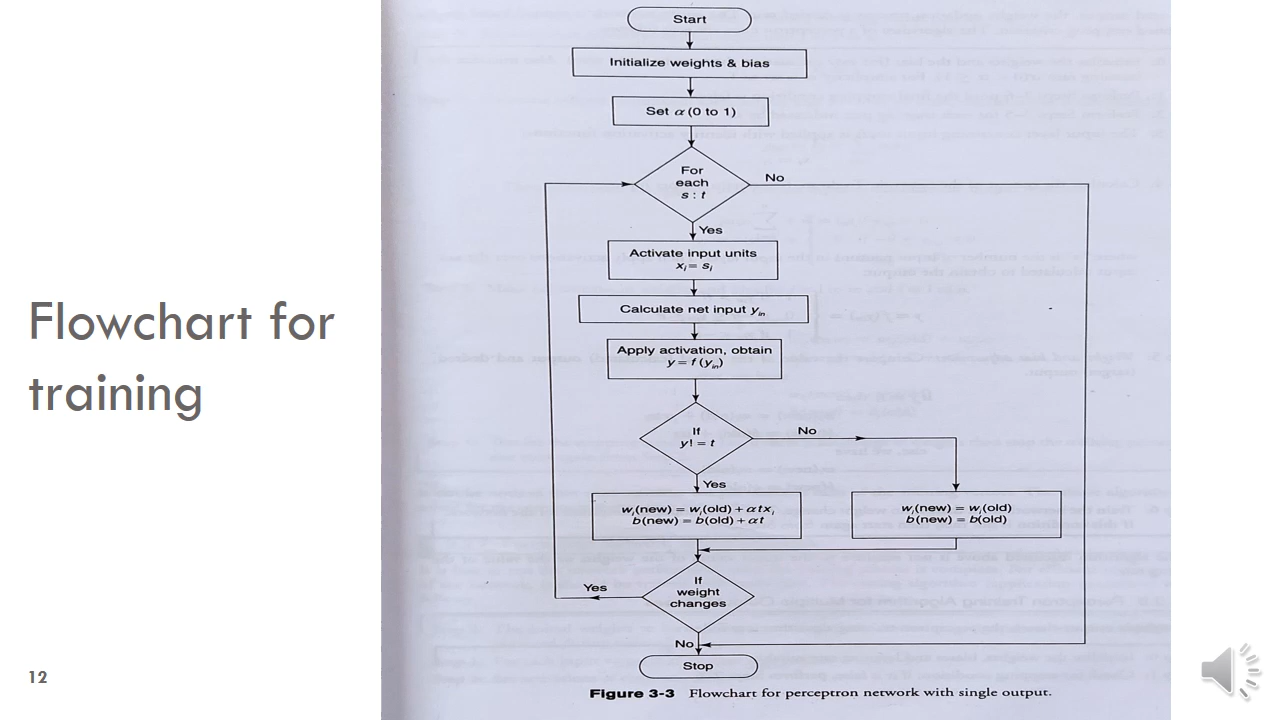 Flowchart for
training
12
Start
Initialize weights & bias
Set α (0 to 1)
For
each
s : t
No
Yes
Activate input units
xi = si
Calculate net input yin
Apply activation, obtain
y = f (yin)
If
y! = t
No
Yes
wi(new) = wi(old) + αtxi
b(new) = b(old) + αt
wi(new) = wi(old)
b(new) = b(old)
If
weight
changes
Yes
No
Stop
Figure 3-3 Flowchart for perceptron network with single output.